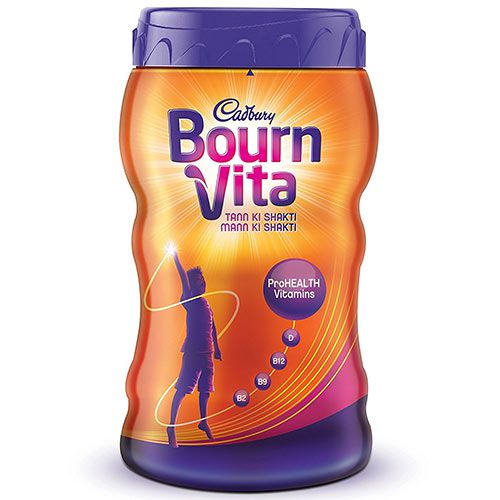 Cadbury
Bourn
Vita
TANN KI SHAKTI
MANN KI SHAKTI
ProHEALTH
Vitamins
D
B12
B9
B2